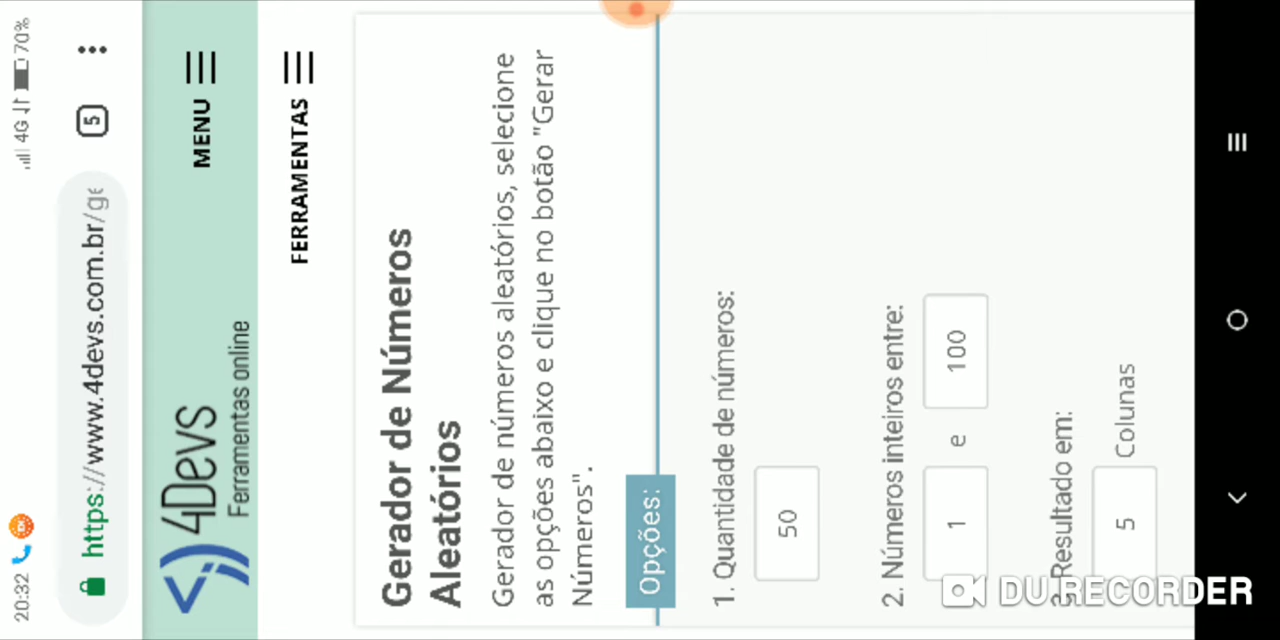 20:32
4G 70%
https://www.4devs.com.br/ge
5
4Devs
Ferramentas online
MENU
FERRAMENTAS
Gerador de Números
Aleatórios
Gerador de números aleatórios, selecione
as opções abaixo e clique no botão "Gerar
Números".
Opções:
1. Quantidade de números:
50
2. Números inteiros entre:
1 e 100
3. Resultado em:
5 Colunas
DU RECORDER